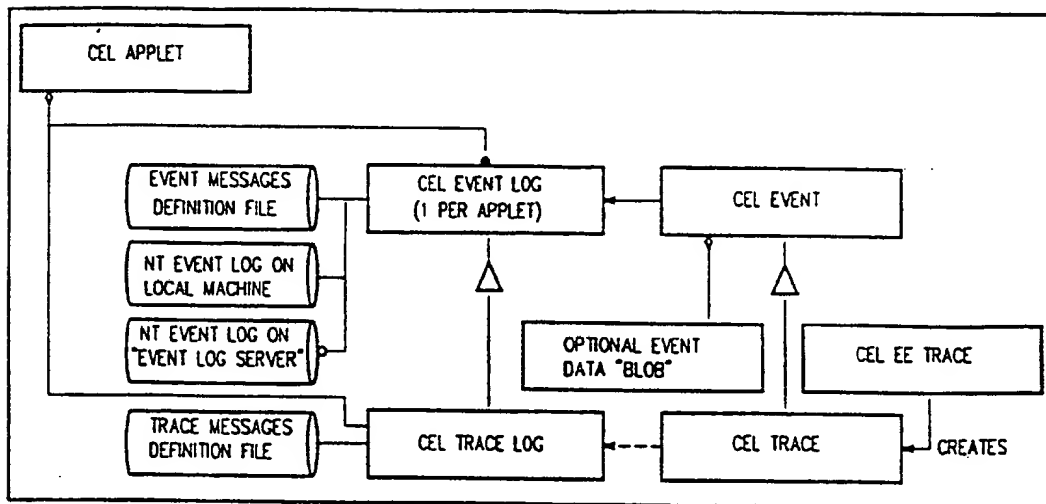 CEL APPLET
EVENT MESSAGES
DEFINITION FILE
CEL EVENT LOG
(1 PER APPLET)
CEL EVENT
NT EVENT LOG ON
LOCAL MACHINE
NT EVENT LOG ON
"EVENT LOG SERVER"
OPTIONAL EVENT
DATA "BLOB"
CEL EE TRACE
TRACE MESSAGES
DEFINITION FILE
CEL TRACE LOG
CEL TRACE
CREATES